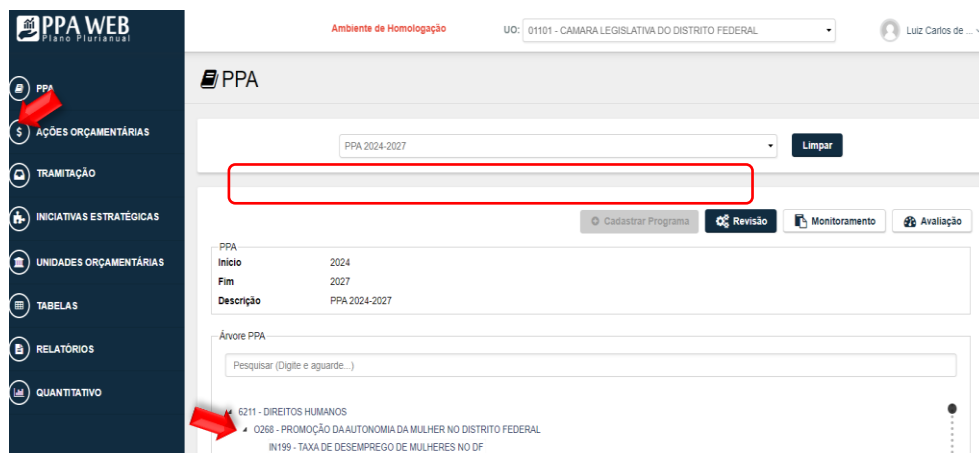 PPA WEB
Plano Plurianual
Ambiente de Homologação
UO: 01101 - CAMARA LEGISLATIVA DO DISTRITO FEDERAL
Luiz Carlos de ...
PPA
AÇÕES ORÇAMENTÁRIAS
TRAMITAÇÃO
INICIATIVAS ESTRATÉGICAS
UNIDADES ORÇAMENTÁRIAS
TABELAS
RELATÓRIOS
QUANTITATIVO
PPA
PPA 2024-2027 Limpar
Cadastrar Programa Revisão Monitoramento Avaliação
PPA
Início 2024
Fim 2027
Descrição PPA 2024-2027
Árvore PPA
Pesquisar (Digite e aguarde...)
6211 - DIREITOS HUMANOS
O268 - PROMOÇÃO DA AUTONOMIA DA MULHER NO DISTRITO FEDERAL
IN199 - TAXA DE DESEMPREGO DE MULHERES NO DF